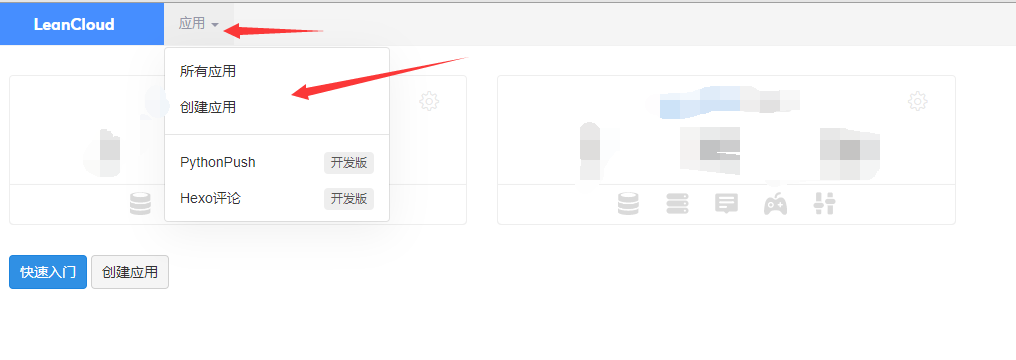 LeanCloud
应用
所有应用
创建应用
PythonPush 开发版
Hexo评论 开发版
快速入门 创建应用